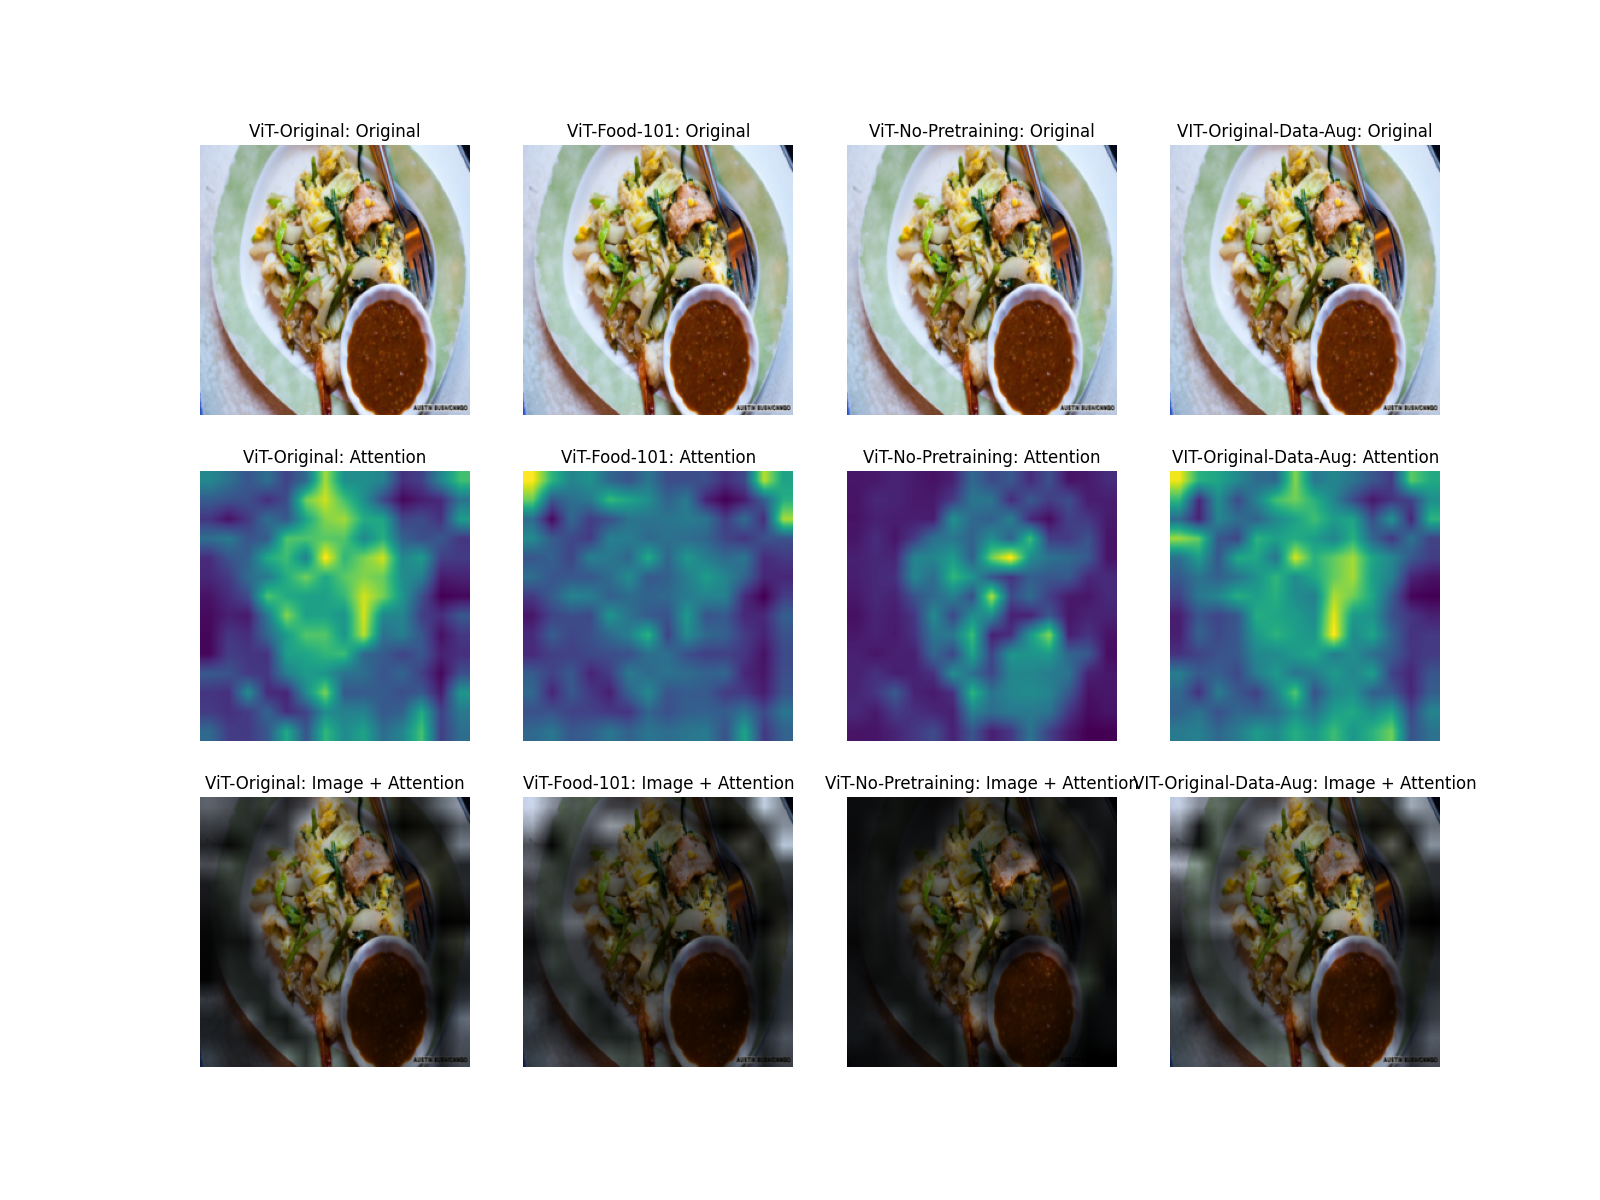 ViT-Original: Original
ViT-Food-101: Original
ViT-No-Pretraining: Original
VIT-Original-Data-Aug: Original
ViT-Original: Attention
ViT-Food-101: Attention
ViT-No-Pretraining: Attention
VIT-Original-Data-Aug: Attention
ViT-Original: Image + Attention
ViT-Food-101: Image + Attention
ViT-No-Pretraining: Image + Attention
VIT-Original-Data-Aug: Image + Attention